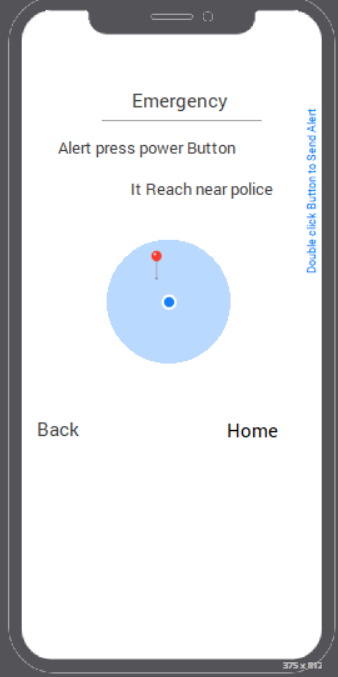 Emergency
Alert press power Button
It Reach near police
Double click Button to Send Alert
Back
Home
375 x 812